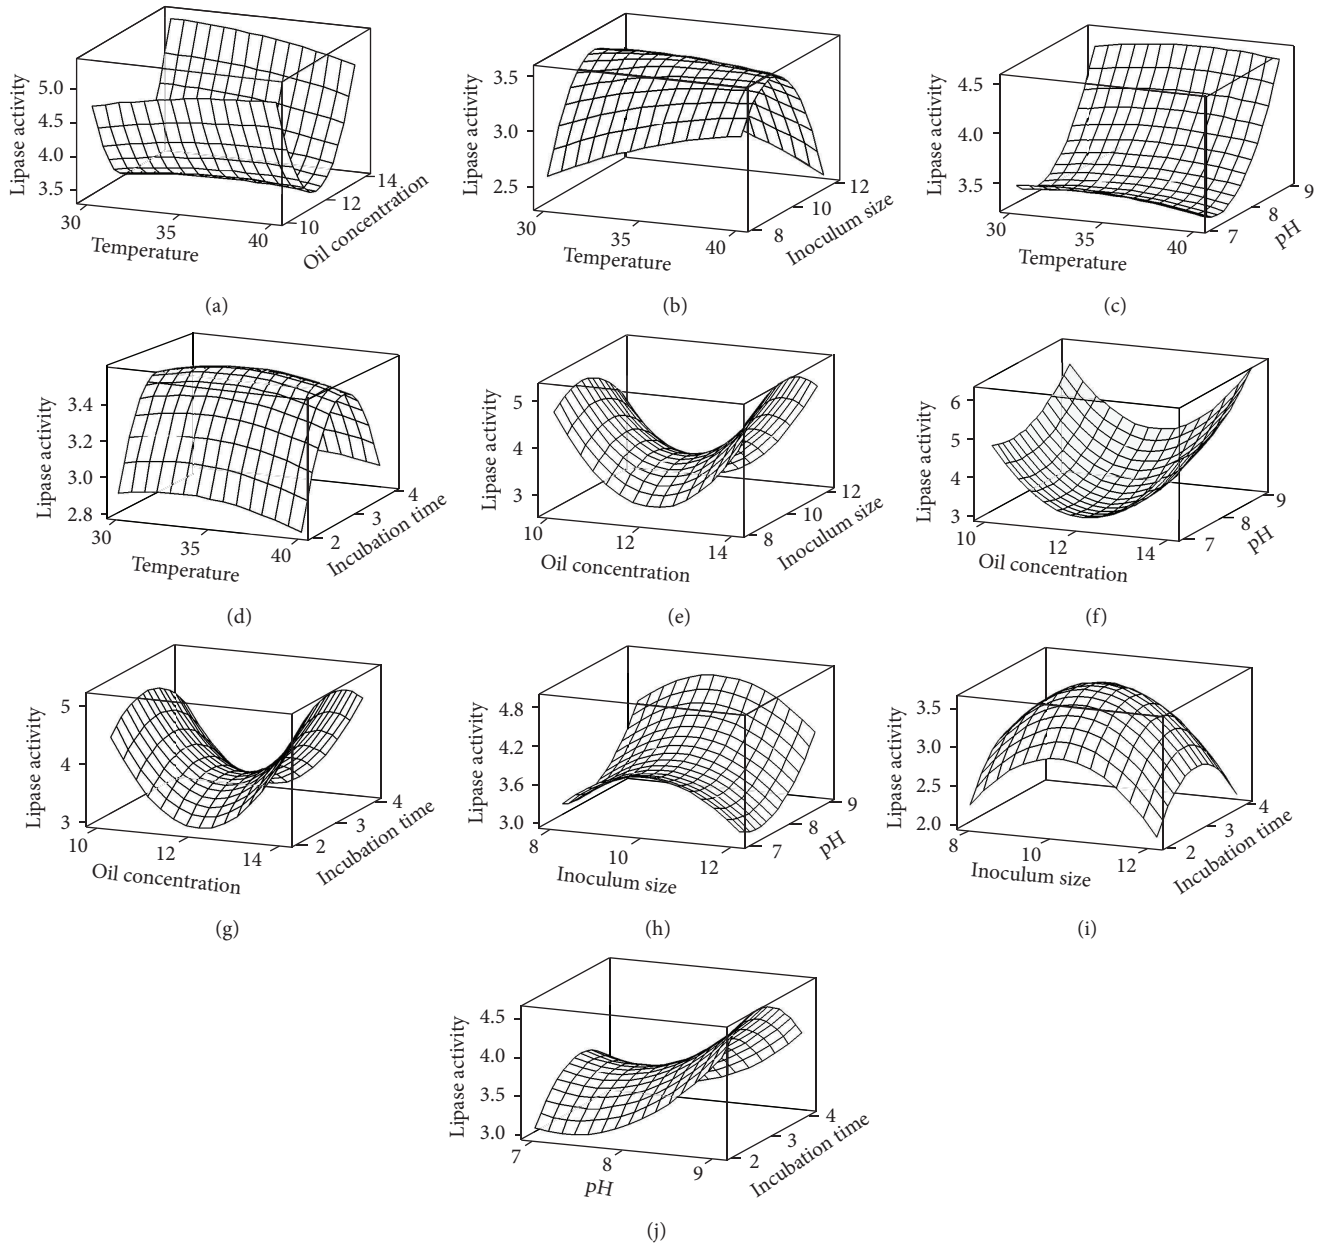 Lipase activity
5.0
4.5
4.0
3.5
30
35
40
Temperature
10
12
14
Oil concentration
(a)
Lipase activity
3.5
3.0
2.5
30
35
40
Temperature
8
10
12
Inoculum size
(b)
Lipase activity
4.5
4.0
3.5
30
35
40
Temperature
7
8
9
pH
(c)
Lipase activity
3.4
3.2
3.0
2.8
30
35
40
Temperature
2
3
4
Incubation time
(d)
Lipase activity
5
4
3
10
12
14
Oil concentration
8
10
12
Inoculum size
(e)
Lipase activity
6
5
4
3
10
12
14
Oil concentration
7
8
9
pH
(f)
Lipase activity
5
4
3
10
12
14
Oil concentration
2
3
4
Incubation time
(g)
Lipase activity
4.8
4.2
3.6
3.0
8
10
12
Inoculum size
7
8
9
pH
(h)
Lipase activity
3.5
3.0
2.5
2.0
8
10
12
Inoculum size
2
3
4
Incubation time
(i)
Lipase activity
4.5
4.0
3.5
3.0
7
8
9
pH
2
3
4
Incubation time
(j)